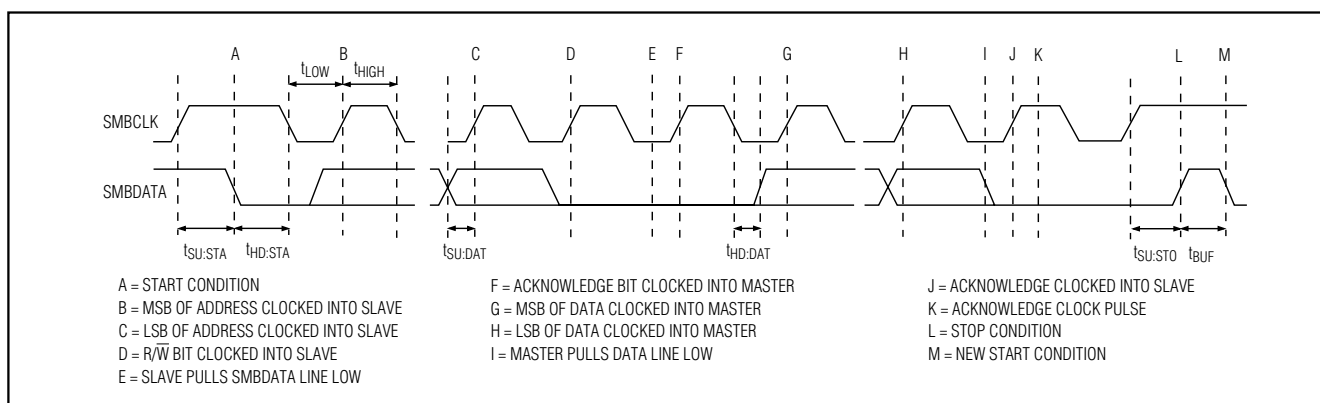 A B C D E F G H I J K L M
tLOW tHIGH
SMBCLK
SMBDATA
tSU:STA tHD:STA tSU:DAT tHD:DAT tSU:STO tBUF
A = START CONDITION
B = MSB OF ADDRESS CLOCKED INTO SLAVE
C = LSB OF ADDRESS CLOCKED INTO SLAVE
D = R/W̅ BIT CLOCKED INTO SLAVE
E = SLAVE PULLS SMBDATA LINE LOW
F = ACKNOWLEDGE BIT CLOCKED INTO MASTER
G = MSB OF DATA CLOCKED INTO MASTER
H = LSB OF DATA CLOCKED INTO MASTER
I = MASTER PULLS DATA LINE LOW
J = ACKNOWLEDGE CLOCKED INTO SLAVE
K = ACKNOWLEDGE CLOCK PULSE
L = STOP CONDITION
M = NEW START CONDITION